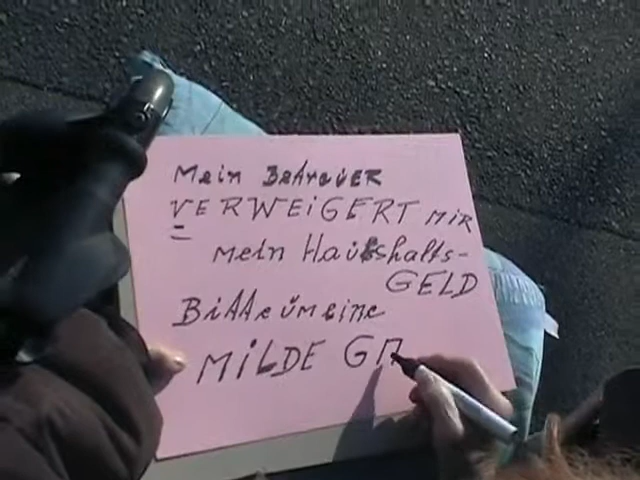 Mein BEtreuER
VERWEiGERT MiR
mein Haushalts-
GELD
Bitte um eine
MiLDE GA